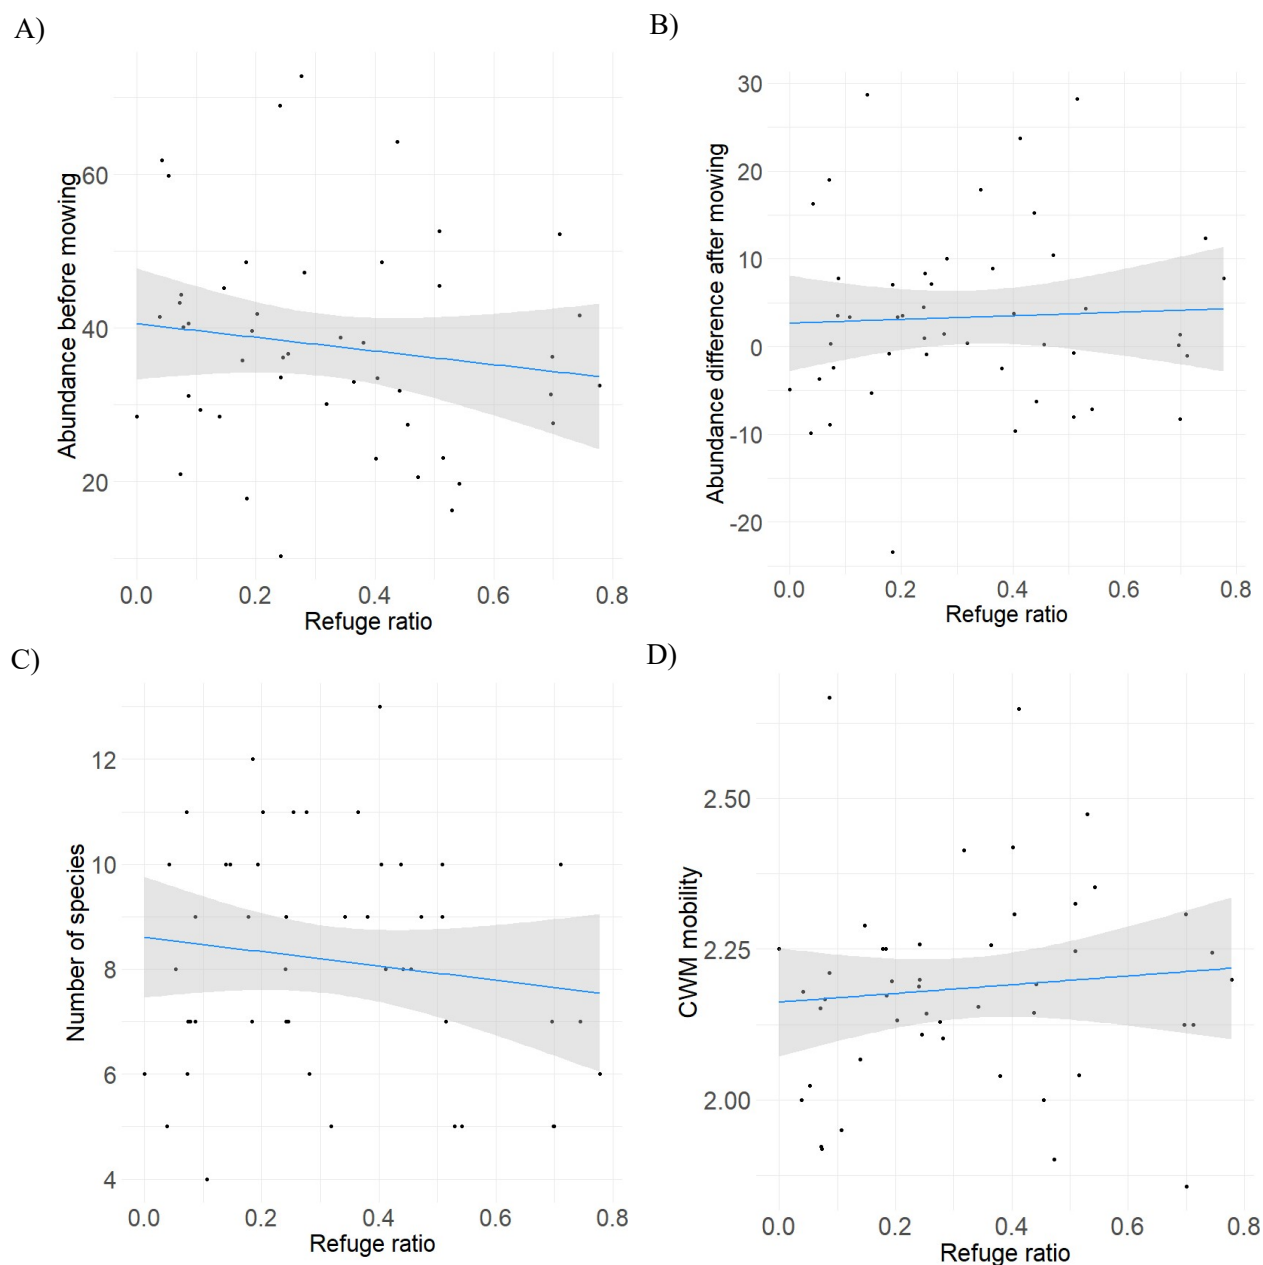 A)
Abundance before mowing
60
40
20
0.0 0.2 0.4 0.6 0.8
Refuge ratio
B)
Abundance difference after mowing
30
20
10
0
-10
-20
0.0 0.2 0.4 0.6 0.8
Refuge ratio
C)
Number of species
12
10
8
6
4
0.0 0.2 0.4 0.6 0.8
Refuge ratio
D)
CWM mobility
2.50
2.25
2.00
0.0 0.2 0.4 0.6 0.8
Refuge ratio